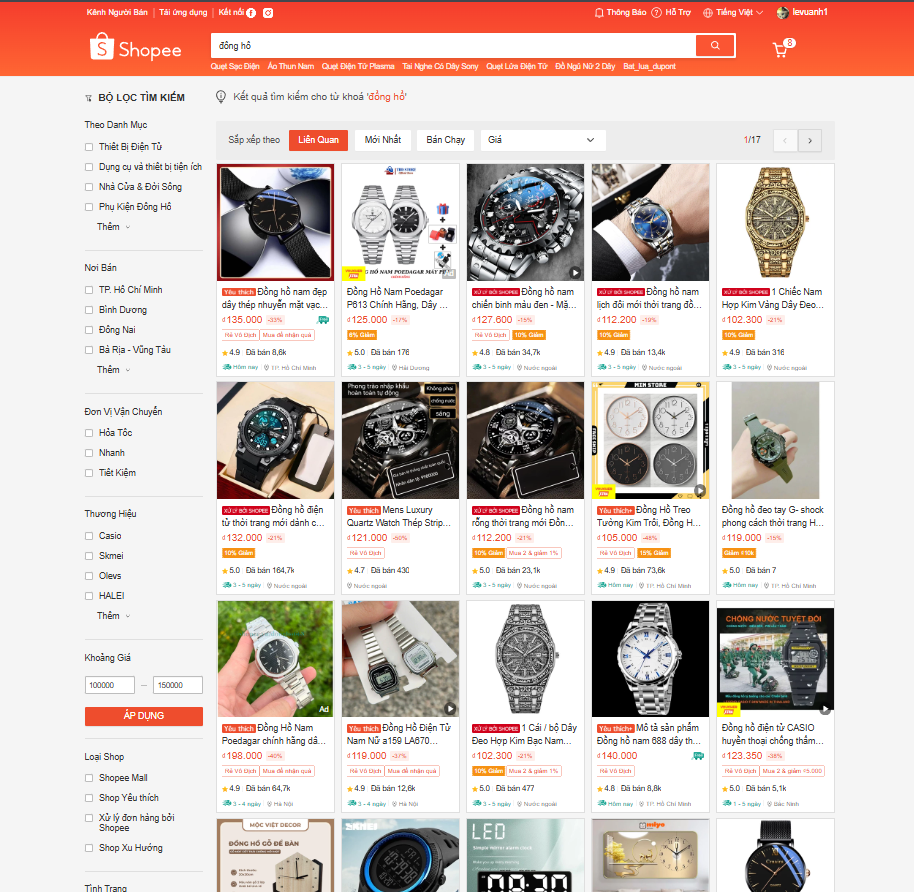 Kênh Người Bán | Tải ứng dụng | Kết nối
Thông Báo Hỗ Trợ Tiếng Việt levuanh1
Shopee
đồng hồ
8
Quẹt Sạc Điện Áo Thun Nam Quẹt Điện Tử Plasma Tai Nghe Có Dây Sony Quẹt Lửa Điện Tử Đồ Ngủ Nữ 2 Dây Bat_lua_dupont
BỘ LỌC TÌM KIẾM
Theo Danh Mục
Thiết Bị Điện Tử
Dụng cụ và thiết bị tiện ích
Nhà Cửa & Đời Sống
Phụ Kiện Đồng Hồ
Thêm
Nơi Bán
TP. Hồ Chí Minh
Bình Dương
Đồng Nai
Bà Rịa - Vũng Tàu
Thêm
Đơn Vị Vận Chuyển
Hỏa Tốc
Nhanh
Tiết Kiệm
Thương Hiệu
Casio
Skmei
Olevs
HALEI
Thêm
Khoảng Giá
100000 — 150000
ÁP DỤNG
Loại Shop
Shopee Mall
Shop Yêu thích
Xử lý đơn hàng bởi
Shopee
Shop Xu Hướng
Tình Trạng
Kết quả tìm kiếm cho từ khoá 'đồng hồ'
Sắp xếp theo Liên Quan Mới Nhất Bán Chạy Giá 1/17
Yêu thích Đồng hồ nam đẹp
dây thép nhuyễn mặt vạc...
₫135.000 -33%
Rẻ Vô Địch Mua để nhận quà
4.9 Đã bán 8,6k
Hôm nay TP. Hồ Chí Minh
ĐỒNG HỒ NAM POEDAGAR MÁY P
Đồng Hồ Nam Poedagar
P613 Chính Hãng, Dây ...
₫125.000 -17%
6% Giảm
5.0 Đã bán 176
3 - 5 ngày Hải Dương
XỬ LÝ BỞI SHOPEE Đồng hồ nam
chiến binh máu đen - Mặ...
₫127.600 -15%
Rẻ Vô Địch 10% Giảm
4.8 Đã bán 34,7k
3 - 5 ngày Nước ngoài
XỬ LÝ BỞI SHOPEE Đồng hồ nam
lịch đôi mới thời trang đồ...
₫112.200 -19%
10% Giảm
4.9 Đã bán 13,4k
3 - 5 ngày Nước ngoài
XỬ LÝ BỞI SHOPEE 1 Chiếc Nam
Hợp Kim Vàng Dây Đeo...
₫102.300 -21%
10% Giảm
4.9 Đã bán 316
3 - 5 ngày Nước ngoài
XỬ LÝ BỞI SHOPEE Đồng hồ điện
tử thời trang mới dành c...
₫132.000 -21%
10% Giảm
5.0 Đã bán 164,7k
3 - 5 ngày Nước ngoài
Phong trào nhập khẩu
hoàn toàn tự động
Không phải
chống nước
sáng
Yêu thích Mens Luxury
Quartz Watch Thép Strip...
₫121.000 -50%
Rẻ Vô Địch
4.7 Đã bán 430
Nước ngoài
XỬ LÝ BỞI SHOPEE Đồng hồ nam
rỗng thời trang mới Đồn...
₫112.200 -21%
10% Giảm Mua 2 & giảm 1%
5.0 Đã bán 23,1k
3 - 5 ngày Nước ngoài
MIN STORE
Yêu thích+ Đồng Hồ Treo
Tường Kim Trôi, Đồng H...
₫105.000 -48%
Rẻ Vô Địch 15% Giảm
4.9 Đã bán 73,6k
Hôm nay TP. Hồ Chí Minh
Đồng hồ đeo tay G- shock
phong cách thời trang H...
₫119.000 -15%
Giảm ₫10k
5.0 Đã bán 7
Hôm nay TP. Hồ Chí Minh
Ad
Yêu thích Đồng Hồ Nam
Poedagar chính hãng dâ...
₫198.000 -40%
Rẻ Vô Địch Mua để nhận quà
4.9 Đã bán 64,7k
3 - 4 ngày Hà Nội
Yêu thích Đồng Hồ Điện Tử
Nam Nữ a159 LA670...
₫119.000 -37%
Rẻ Vô Địch Mua để nhận quà
4.9 Đã bán 12,6k
3 - 4 ngày Hà Nội
XỬ LÝ BỞI SHOPEE 1 Cái / bộ Dây
Đeo Hợp Kim Bạc Nam...
₫102.300 -21%
10% Giảm Mua 2 & giảm 1%
5.0 Đã bán 477
3 - 5 ngày Nước ngoài
Yêu thích+ Mô tả sản phẩm
Đồng hồ nam 688 dây th...
₫140.000
Rẻ Vô Địch
4.8 Đã bán 8,8k
Hôm nay TP. Hồ Chí Minh
CHỐNG NƯỚC TUYỆT ĐỐI
Đồng hồ điện tử CASIO
huyền thoại chống thấm...
₫123.350 -38%
Rẻ Vô Địch Mua 2 & giảm ₫5.000
5.0 Đã bán 5,1k
1 - 5 ngày Bắc Ninh
MỘC VIỆT DECOR
ĐỒNG HỒ GỖ ĐỂ BÀN
SKMEI
LED
Simple mirror alarm clock
08:30
miyo